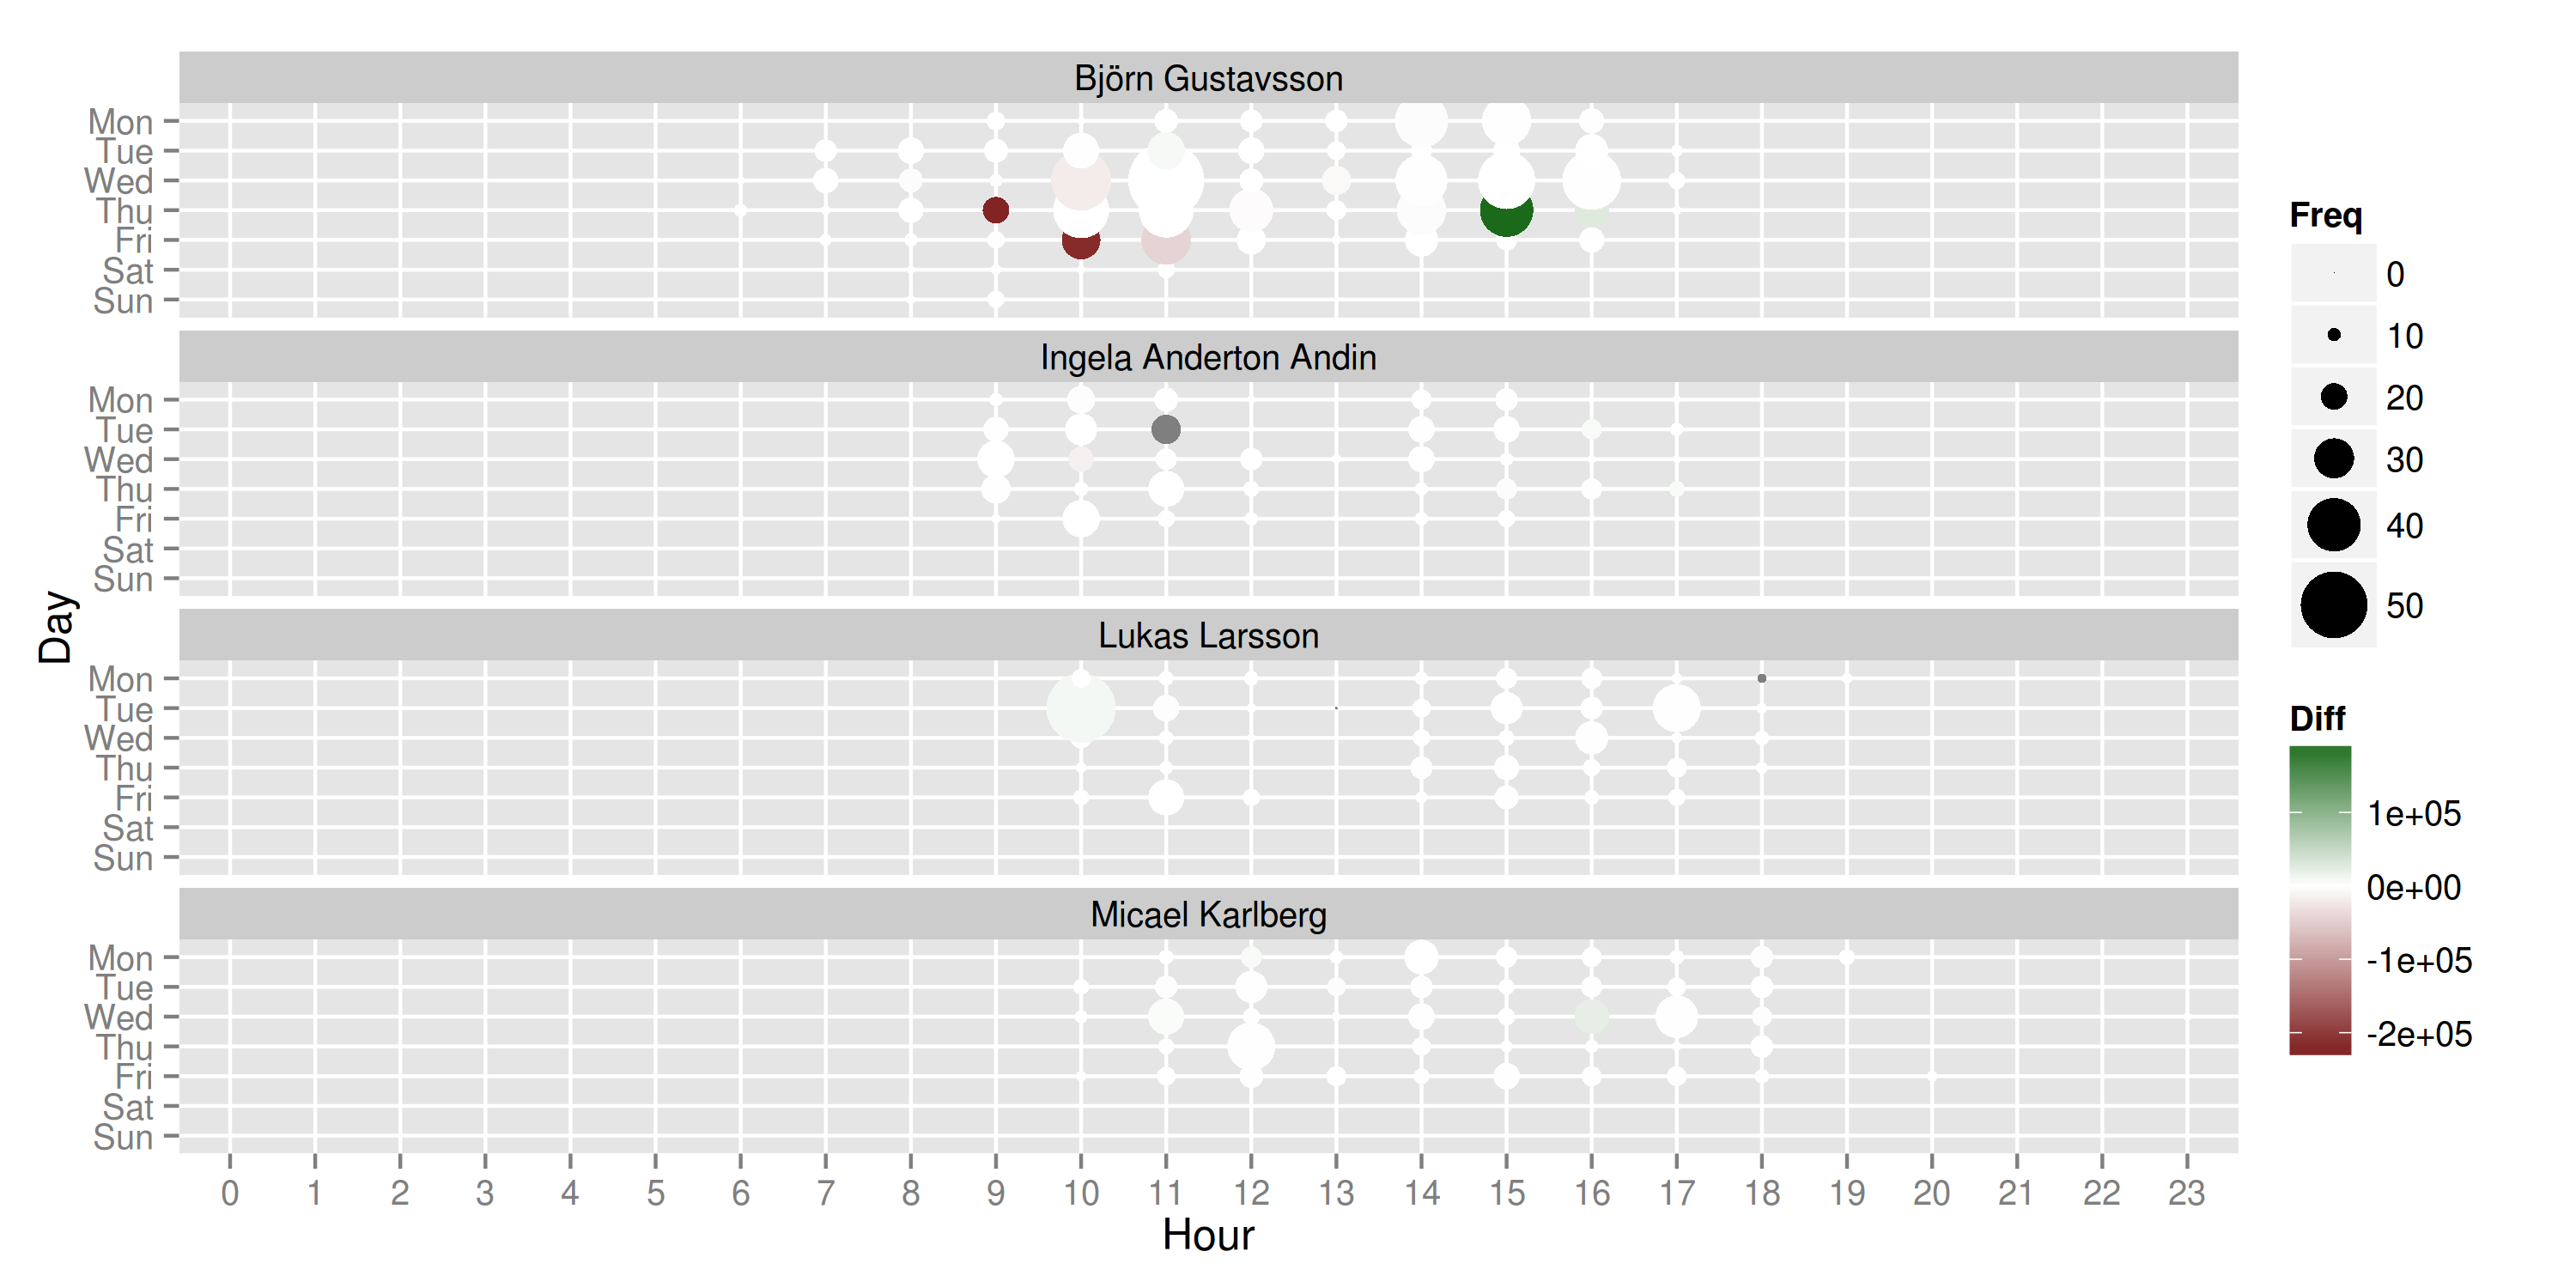 Björn Gustavsson
Mon
Tue
Wed
Thu
Fri
Sat
Sun
Ingela Anderton Andin
Mon
Tue
Wed
Thu
Fri
Sat
Sun
Lukas Larsson
Mon
Tue
Wed
Thu
Fri
Sat
Sun
Micael Karlberg
Mon
Tue
Wed
Thu
Fri
Sat
Sun
Day
0 1 2 3 4 5 6 7 8 9 10 11 12 13 14 15 16 17 18 19 20 21 22 23
Hour
Freq
0
10
20
30
40
50
Diff
1e+05
0e+00
-1e+05
-2e+05